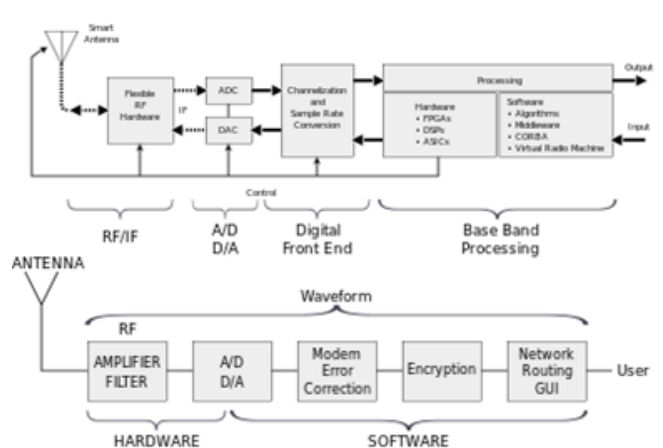 Smart
Antenna
Flexible
RF
Hardware
IF
ADC
DAC
Channelization
and
Sample Rate
Conversion
Processing
Hardware
• FPGAs
• DSPs
• ASICs
Software
• Algorithms
• Middleware
• CORBA
• Virtual Radio Machine
Output
Input
Control
RF/IF
A/D
D/A
Digital
Front End
Base Band
Processing
ANTENNA
Waveform
RF
AMPLIFIER
FILTER
A/D
D/A
Modem
Error
Correction
Encryption
Network
Routing
GUI
User
HARDWARE
SOFTWARE